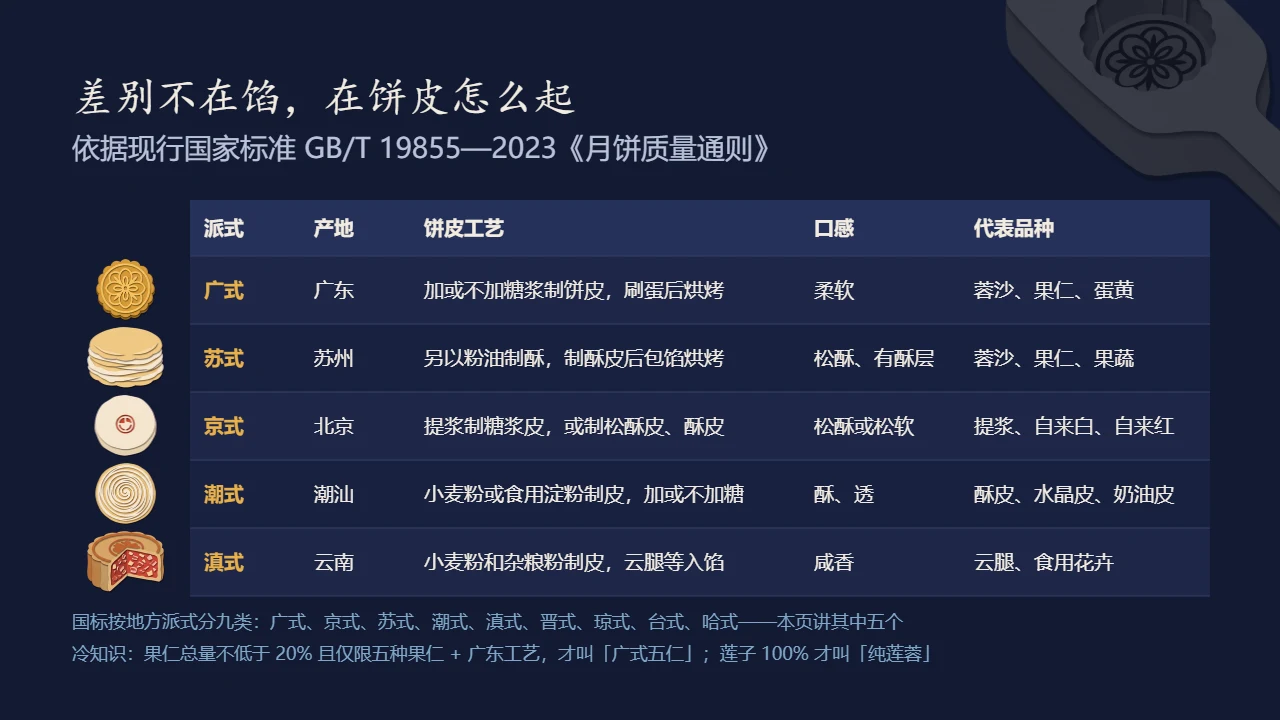 差别不在馅，在饼皮怎么起
依据现行国家标准 GB/T 19855—2023《月饼质量通则》
派式 产地 饼皮工艺 口感 代表品种
广式 广东 加或不加糖浆制饼皮，刷蛋后烘烤 柔软 蓉沙、果仁、蛋黄
苏式 苏州 另以粉油制酥，制酥皮后包馅烘烤 松酥、有酥层 蓉沙、果仁、果蔬
京式 北京 提浆制糖浆皮，或制松酥皮、酥皮 松酥或松软 提浆、自来白、自来红
潮式 潮汕 小麦粉或食用淀粉制皮，加或不加糖 酥、透 酥皮、水晶皮、奶油皮
滇式 云南 小麦粉和杂粮粉制皮，云腿等入馅 咸香 云腿、食用花卉
国标按地方派式分九类：广式、京式、苏式、潮式、滇式、晋式、琼式、台式、哈式——本页讲其中五个
冷知识：果仁总量不低于 20% 且仅限五种果仁 + 广东工艺，才叫「广式五仁」；莲子 100% 才叫「纯莲蓉」